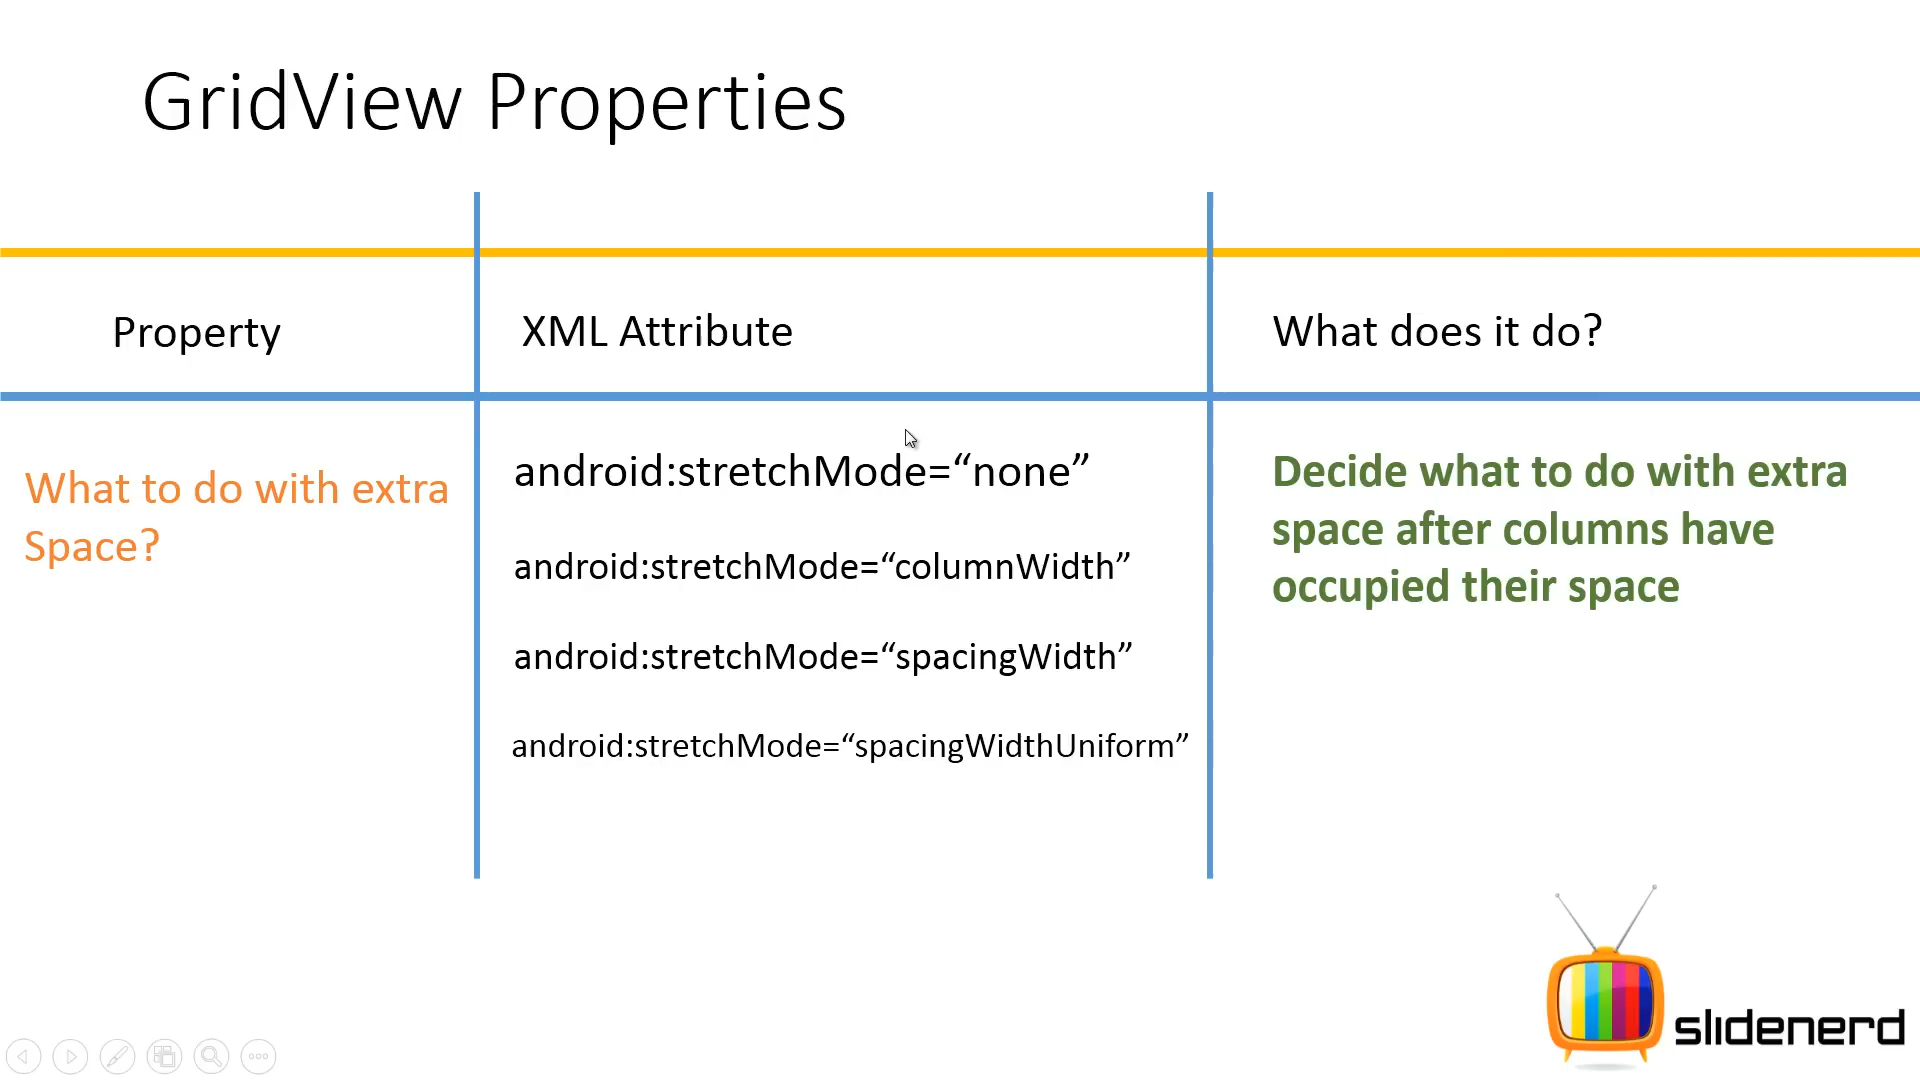 GridView Properties
Property
XML Attribute
What does it do?
What to do with extra
Space?
android:stretchMode=“none”
android:stretchMode=“columnWidth”
android:stretchMode=“spacingWidth”
android:stretchMode=“spacingWidthUniform”
Decide what to do with extra
space after columns have
occupied their space
slidenerd